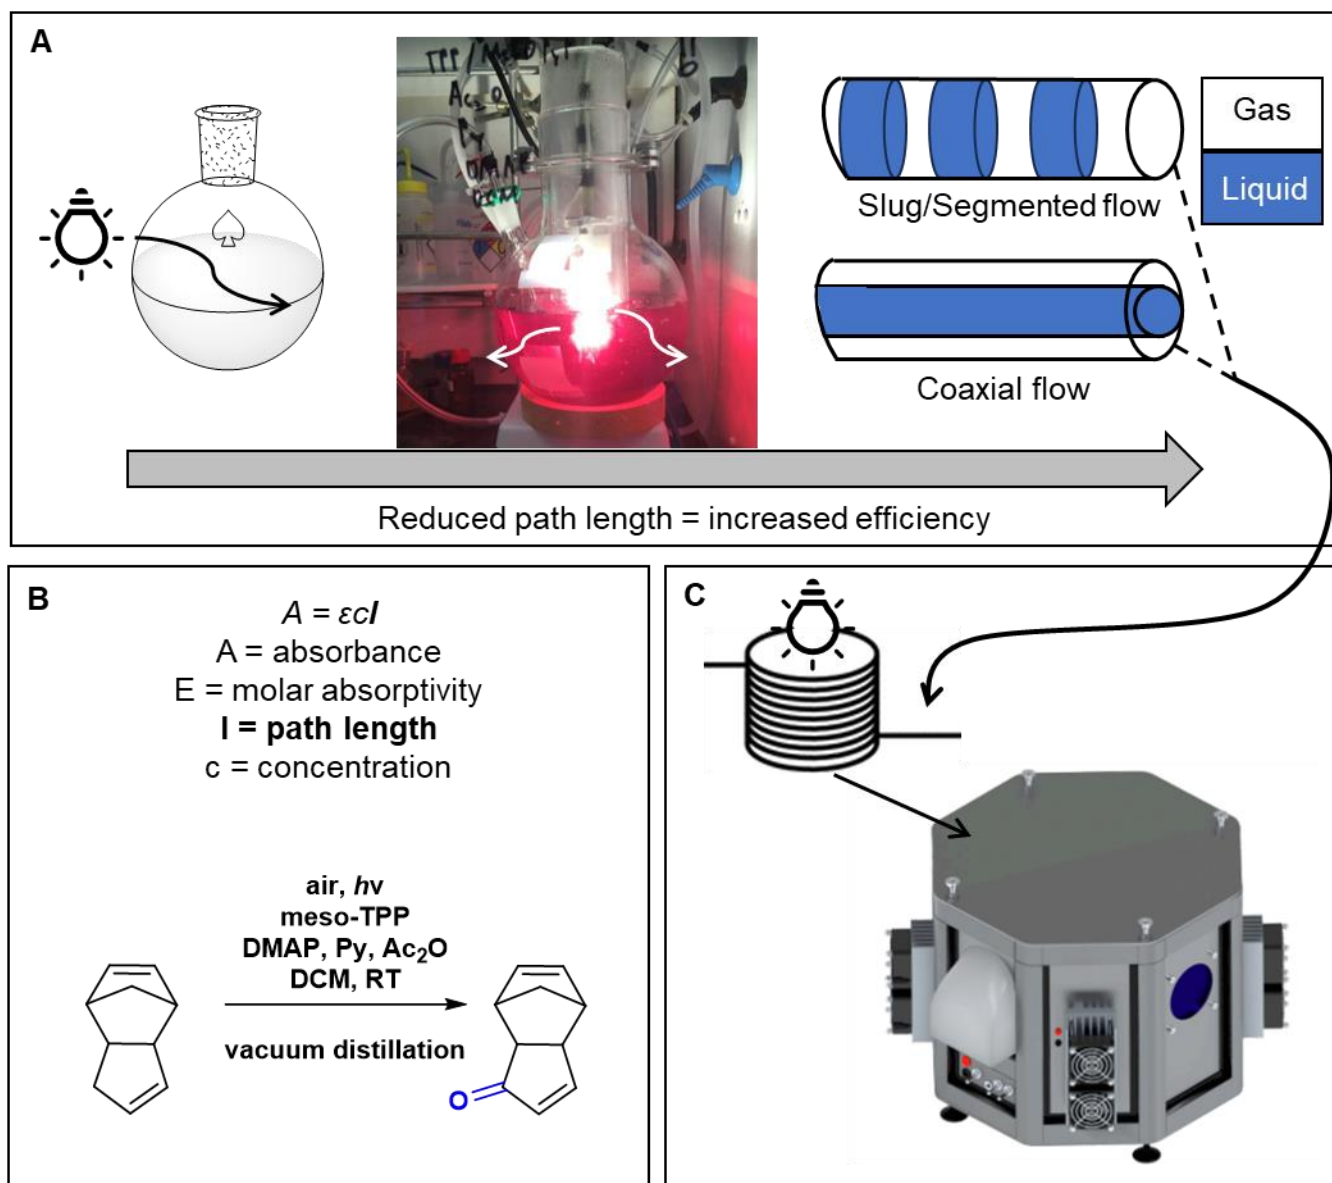 A
Gas
Liquid
Slug/Segmented flow
Coaxial flow
Reduced path length = increased efficiency
B
A = εcl
A = absorbance
E = molar absorptivity
l = path length
c = concentration
air, hν
meso-TPP
DMAP, Py, Ac₂O
DCM, RT
vacuum distillation
O
C